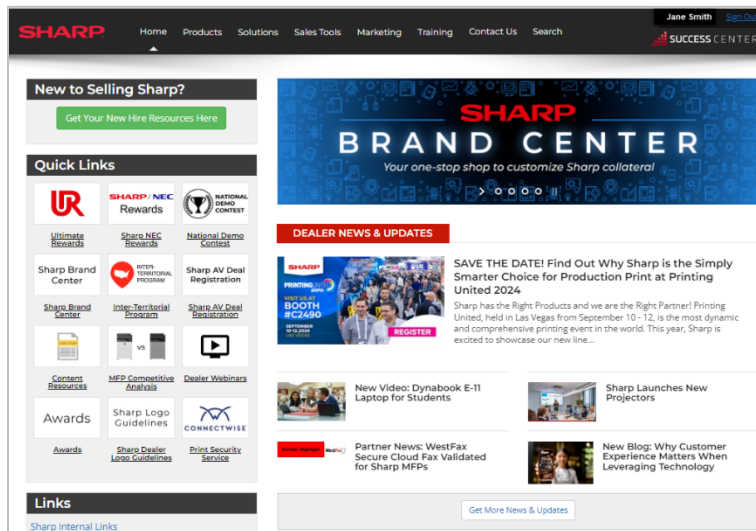 Jane Smith Sign Out
SHARP Home Products Solutions Sales Tools Marketing Training Contact Us Search
SUCCESS CENTER
New to Selling Sharp?
Get Your New Hire Resources Here
Quick Links
UR
SHARP/NEC
Rewards
NATIONAL
DEMO
CONTEST
Ultimate
Rewards
Sharp NEC
Rewards
National Demo
Contest
Sharp Brand
Center
INTER-
TERRITORIAL
PROGRAM
Sharp AV Deal
Registration
Sharp Brand
Center
Inter-Territorial
Program
Sharp AV Deal
Registration
VS
Content
Resources
MFP Competitive
Analysis
Dealer Webinars
Awards
Sharp Logo
Guidelines
CONNECTWISE
Awards
Sharp Dealer
Logo Guidelines
Print Security
Service
Links
Sharp Internal Links
SHARP
BRAND CENTER
Your one-stop shop to customize Sharp collateral
DEALER NEWS & UPDATES
SHARP
PRINTING UNITED
EXPO
VISIT US AT
BOOTH
#C2490
SEPTEMBER
10-12, 2024
LAS VEGAS
REGISTER
SAVE THE DATE! Find Out Why Sharp is the Simply
Smarter Choice for Production Print at Printing
United 2024
Sharp has the Right Products and we are the Right Partner! Printing
United, held in Las Vegas from September 10 - 12, is the most dynamic
and comprehensive printing event in the world. This year, Sharp is
excited to showcase our new line...
New Video: Dynabook E-11
Laptop for Students
Sharp Launches New
Projectors
Partner News: WestFax
Secure Cloud Fax Validated
for Sharp MFPs
New Blog: Why Customer
Experience Matters When
Leveraging Technology
Get More News & Updates